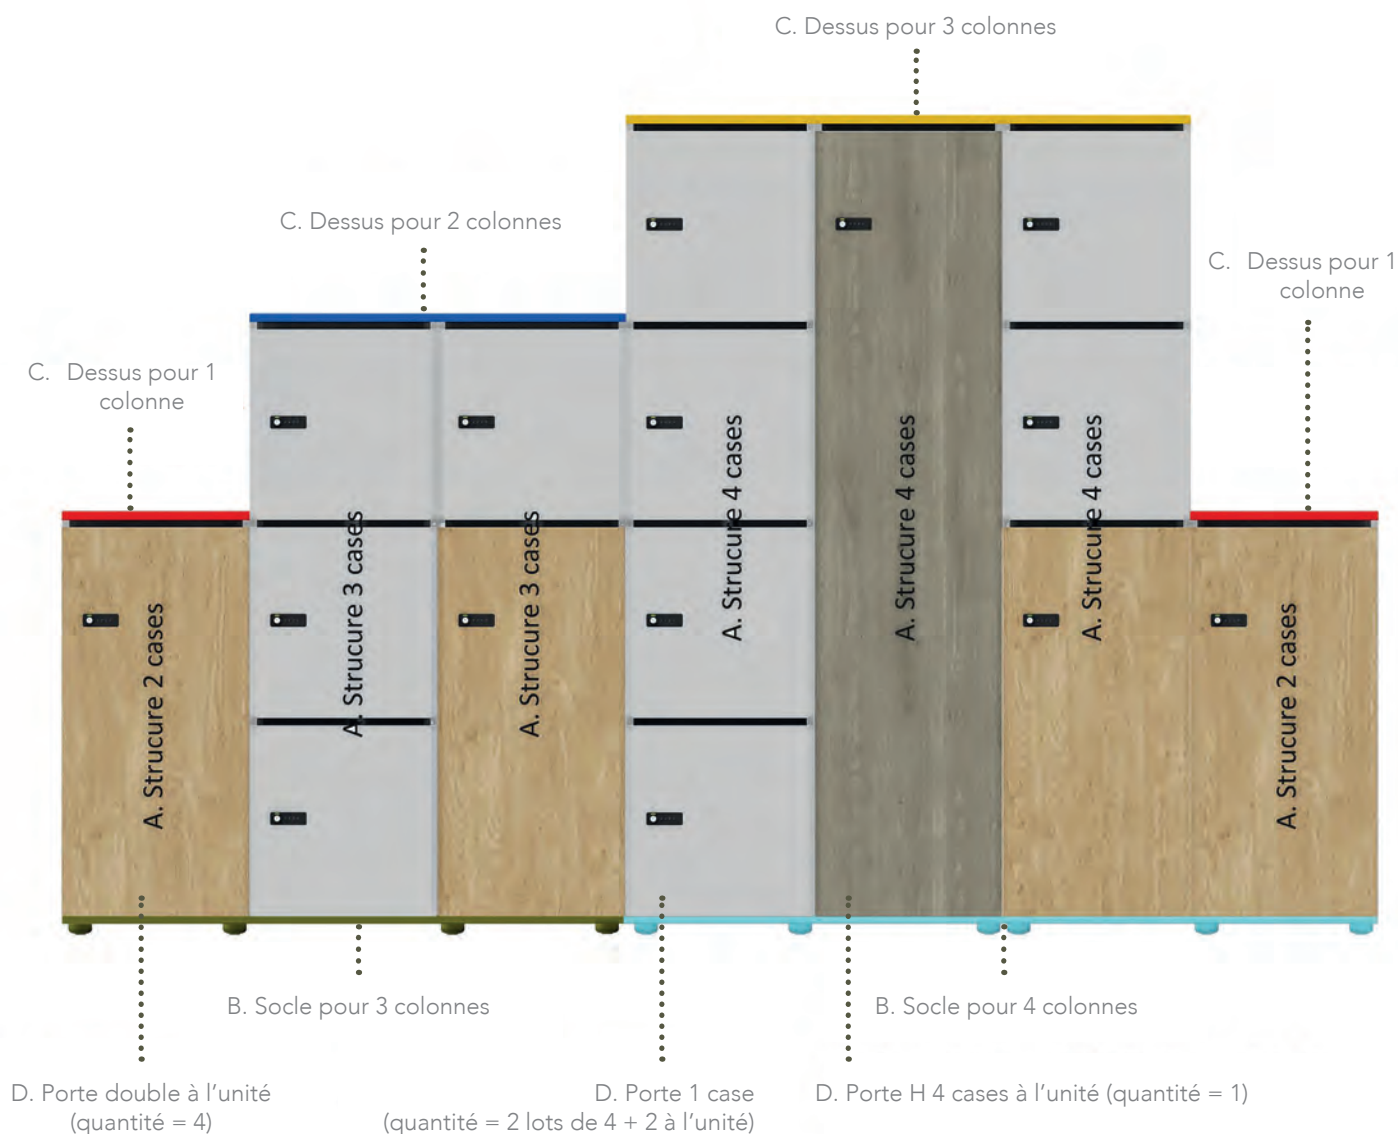 C. Dessus pour 3 colonnes
C. Dessus pour 2 colonnes
C. Dessus pour 1
colonne
C. Dessus pour 1
colonne
A. Strucure 2 cases
A. Strucure 3 cases
A. Strucure 3 cases
A. Strucure 4 cases
A. Strucure 4 cases
A. Strucure 4 cases
A. Strucure 2 cases
B. Socle pour 3 colonnes
B. Socle pour 4 colonnes
D. Porte double à l’unité
(quantité = 4)
D. Porte 1 case
(quantité = 2 lots de 4 + 2 à l’unité)
D. Porte H 4 cases à l’unité (quantité = 1)